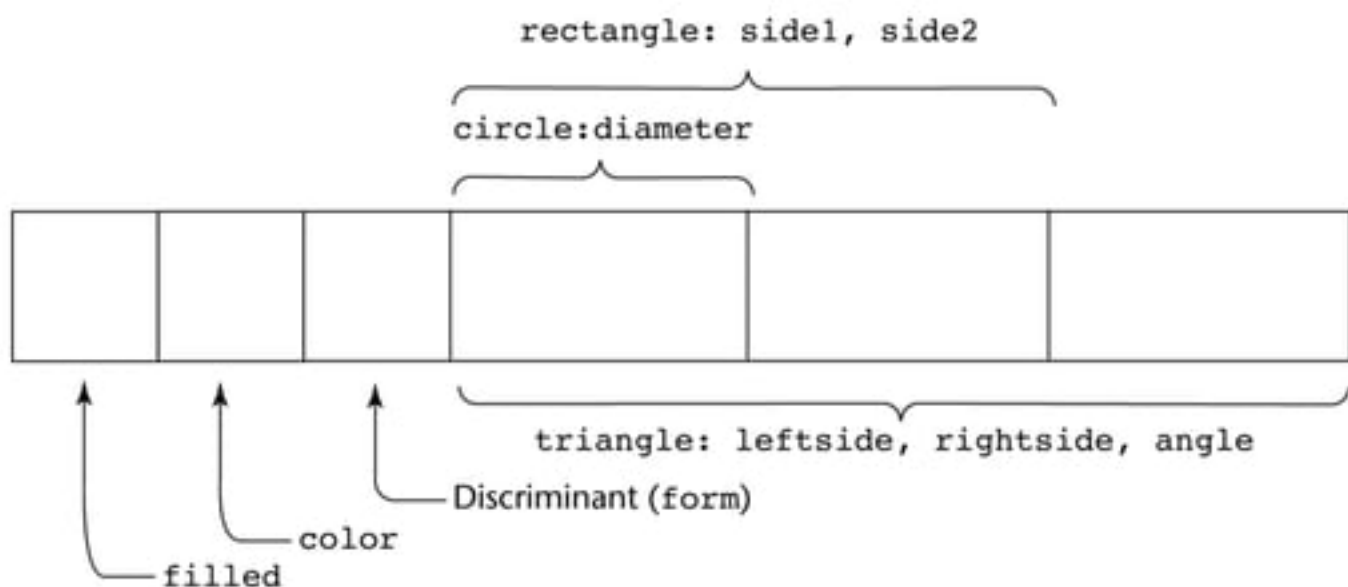 rectangle: side1, side2
circle:diameter
triangle: leftside, rightside, angle
Discriminant (form)
color
filled